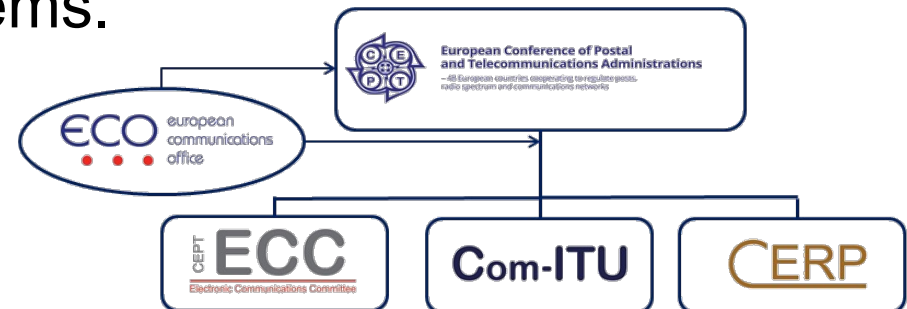 ems.
C E P T
European Conference of Postal
and Telecommunications Administrations
– 48 European countries cooperating to regulate posts,
radio spectrum and communications networks
ECO european
communications
office
CEPT ECC
Electronic Communications Committee
Com-ITU
CERP